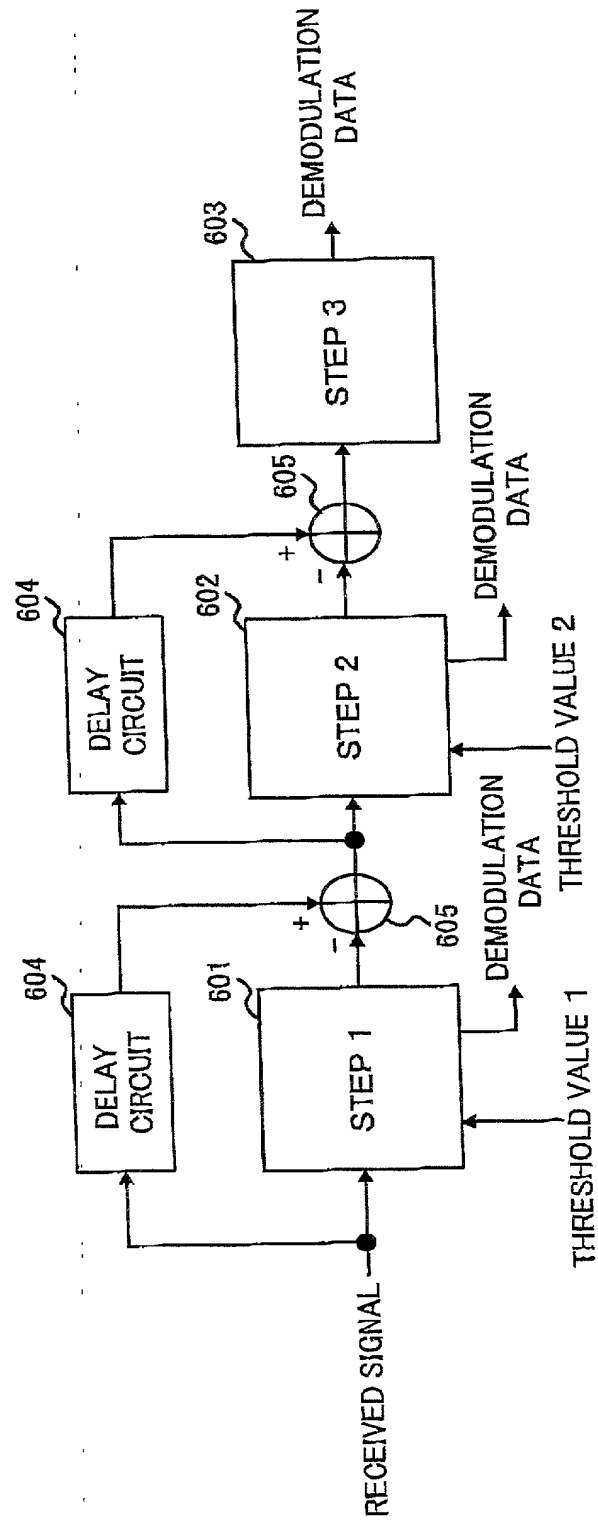 604
DELAY
CIRCUIT
604
DELAY
CIRCUIT
RECEIVED SIGNAL
601
STEP 1
+
-
605
602
STEP 2
+
-
605
603
STEP 3
DEMODULATION
DATA
THRESHOLD VALUE 1
DEMODULATION
DATA
THRESHOLD VALUE 2
DEMODULATION
DATA